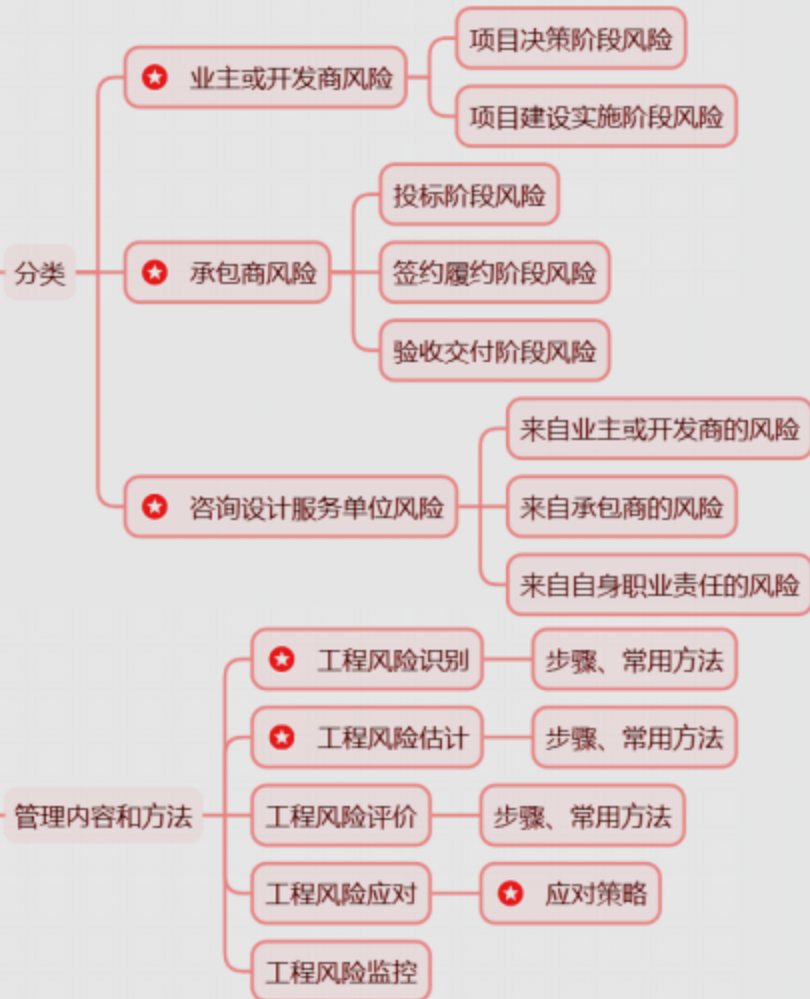 分类
业主或开发商风险
项目决策阶段风险
项目建设实施阶段风险
承包商风险
投标阶段风险
签约履约阶段风险
验收交付阶段风险
咨询设计服务单位风险
来自业主或开发商的风险
来自承包商的风险
来自自身职业责任的风险
管理内容和方法
工程风险识别
步骤、常用方法
工程风险估计
步骤、常用方法
工程风险评价
步骤、常用方法
工程风险应对
应对策略
工程风险监控